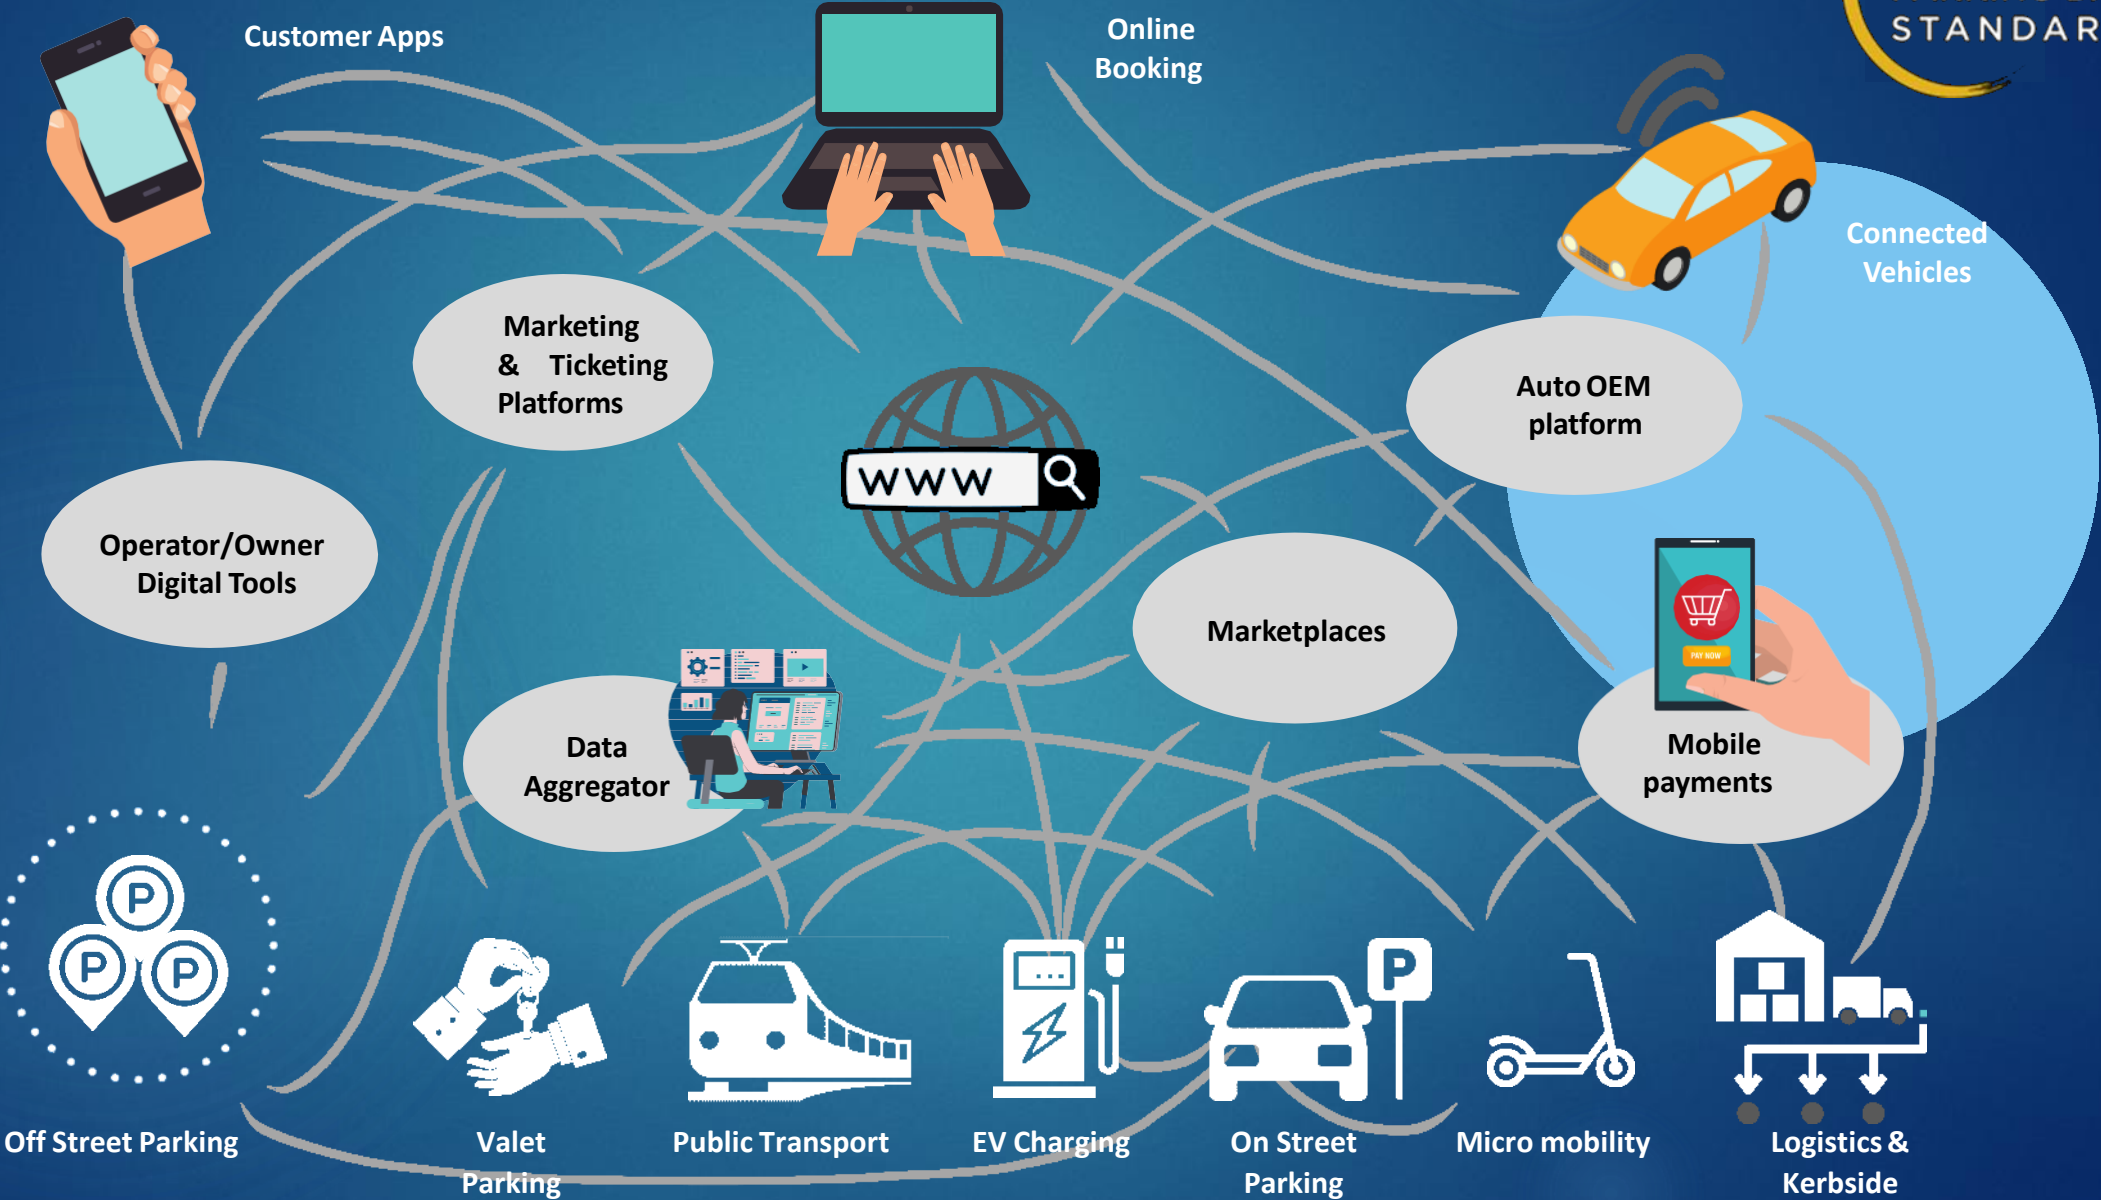 STANDAR
Customer Apps
Online
Booking
Connected
Vehicles
Marketing
& Ticketing
Platforms
Auto OEM
platform
WWW
Operator/Owner
Digital Tools
Marketplaces
PAY NOW
Data
Aggregator
Mobile
payments
P
P
P
P
Off Street Parking
Valet
Parking
Public Transport
EV Charging
On Street
Parking
Micro mobility
Logistics &
Kerbside